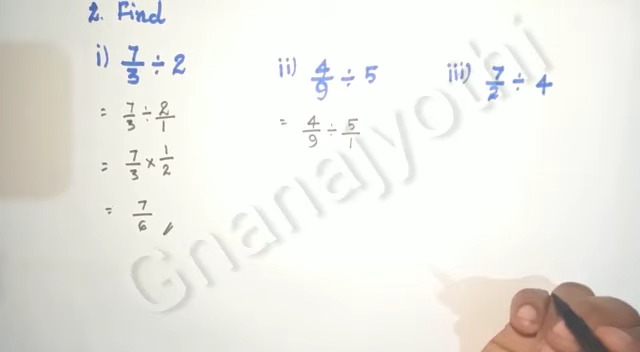 2. Find
i) 7/3 ÷ 2
= 7/3 ÷ 2/1
= 7/3 × 1/2
= 7/6 //
ii) 4/9 ÷ 5
= 4/9 ÷ 5/1
iii) 7/2 ÷ 4
Gnanajyothi